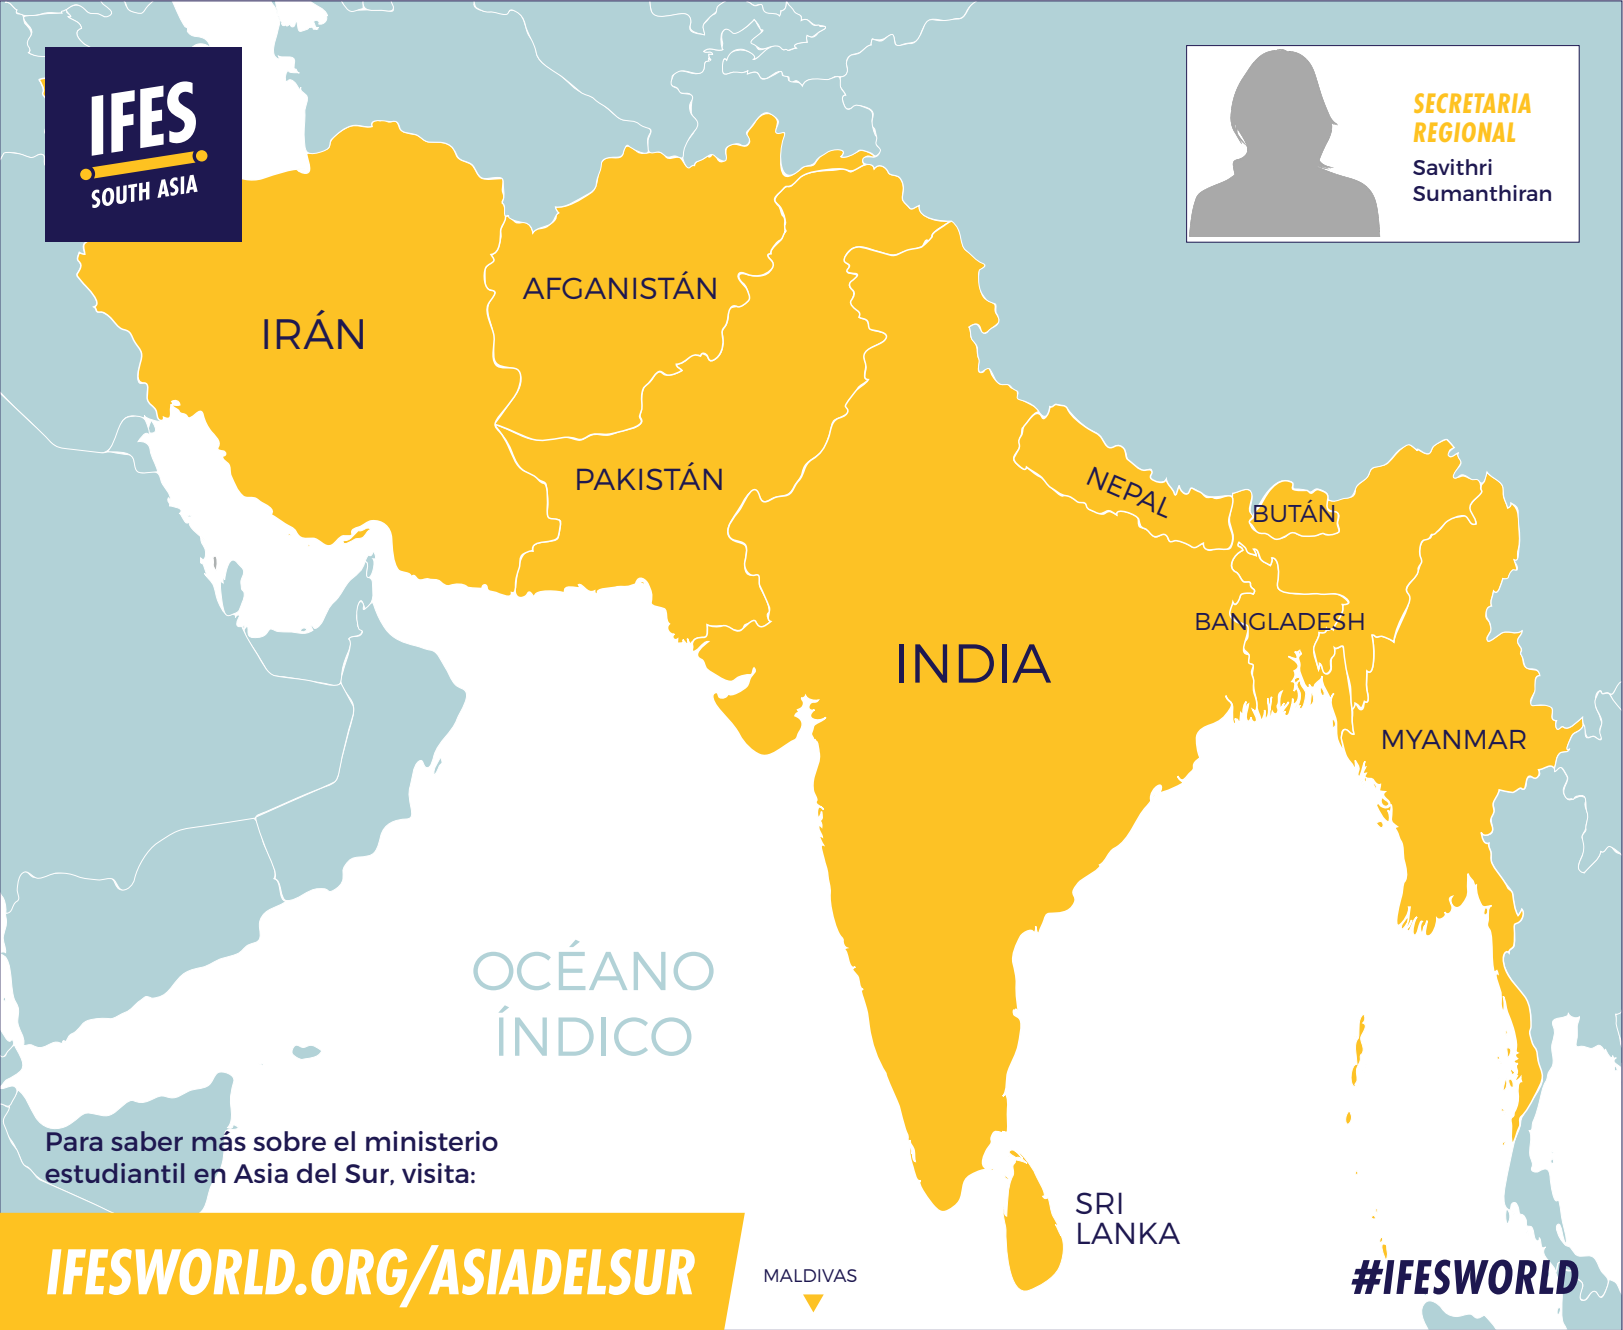 IFES
SOUTH ASIA
SECRETARIA
REGIONAL
Savithri
Sumanthiran
AFGANISTÁN
IRÁN
PAKISTÁN
NEPAL
BUTÁN
BANGLADESH
INDIA
MYANMAR
OCÉANO
ÍNDICO
Para saber más sobre el ministerio
estudiantil en Asia del Sur, visita:
SRI
LANKA
IFESWORLD.ORG/ASIADELSUR
MALDIVAS
#IFESWORLD